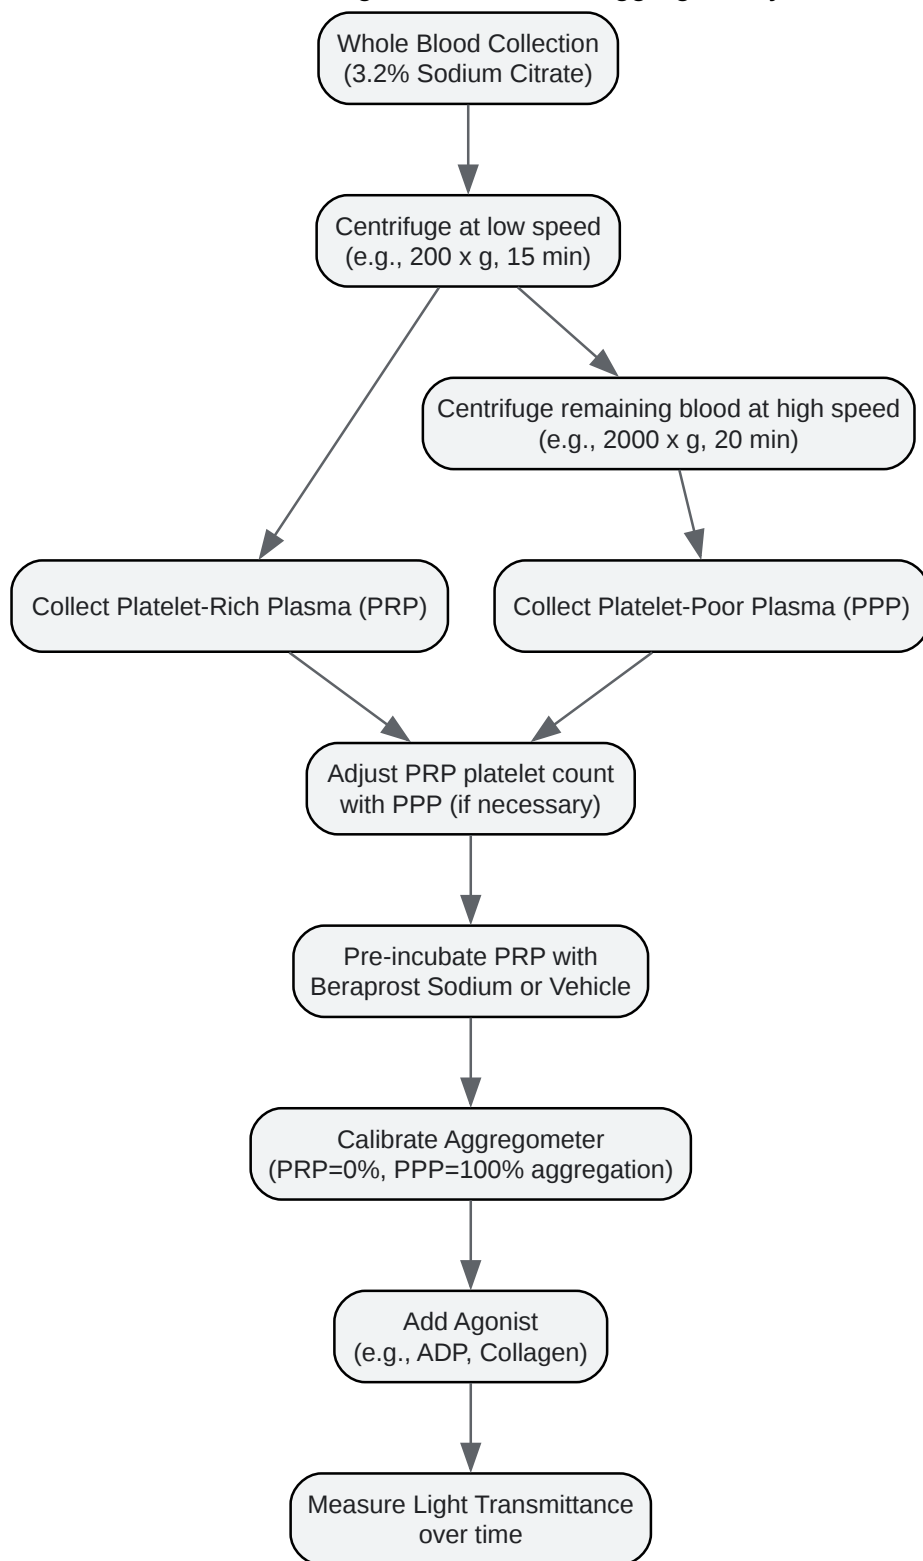 Whole Blood Collection
(3.2% Sodium Citrate)
Centrifuge at low speed
(e.g., 200 x g, 15 min)
Centrifuge remaining blood at high speed
(e.g., 2000 x g, 20 min)
Collect Platelet-Rich Plasma (PRP)
Collect Platelet-Poor Plasma (PPP)
Adjust PRP platelet count
with PPP (if necessary)
Pre-incubate PRP with
Beraprost Sodium or Vehicle
Calibrate Aggregometer
(PRP=0%, PPP=100% aggregation)
Add Agonist
(e.g., ADP, Collagen)
Measure Light Transmittance
over time